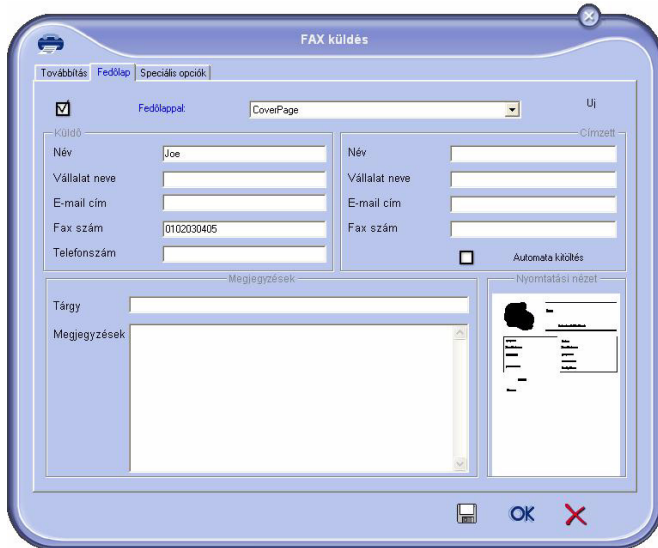 FAX küldés
Továbbítás Fedőlap Speciális opciók
Fedőlappal: CoverPage Uj
Küldő
Név Joe
Vállalat neve
E-mail cím
Fax szám 0102030405
Telefonszám
Címzett
Név
Vállalat neve
E-mail cím
Fax szám
Automata kitöltés
Megjegyzések
Tárgy
Megjegyzések
Nyomtatási nézet
OK